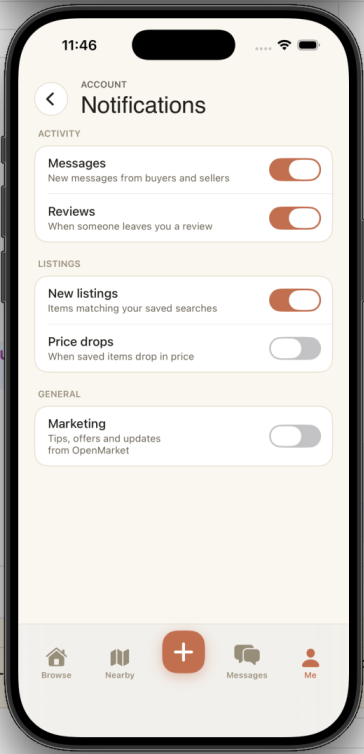 11:46
ACCOUNT
Notifications
ACTIVITY
Messages
New messages from buyers and sellers
Reviews
When someone leaves you a review
LISTINGS
New listings
Items matching your saved searches
Price drops
When saved items drop in price
GENERAL
Marketing
Tips, offers and updates
from OpenMarket
Browse
Nearby
Messages
Me